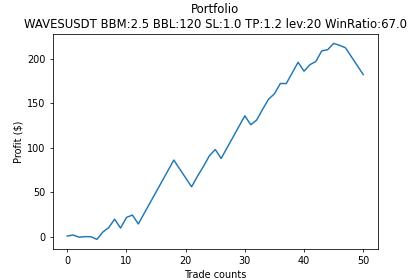 Portfolio
WAVESUSDT BBM:2.5 BBL:120 SL:1.0 TP:1.2 lev:20 WinRatio:67.0
Profit ($)
200
150
100
50
0
0 10 20 30 40 50
Trade counts